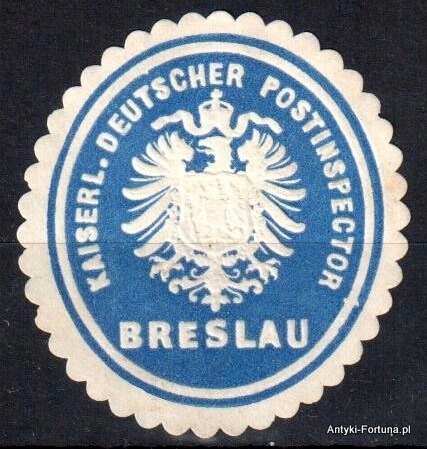 KAISERL. DEUTSCHER POSTINSPECTOR
BRESLAU
Antyki-Fortuna.pl